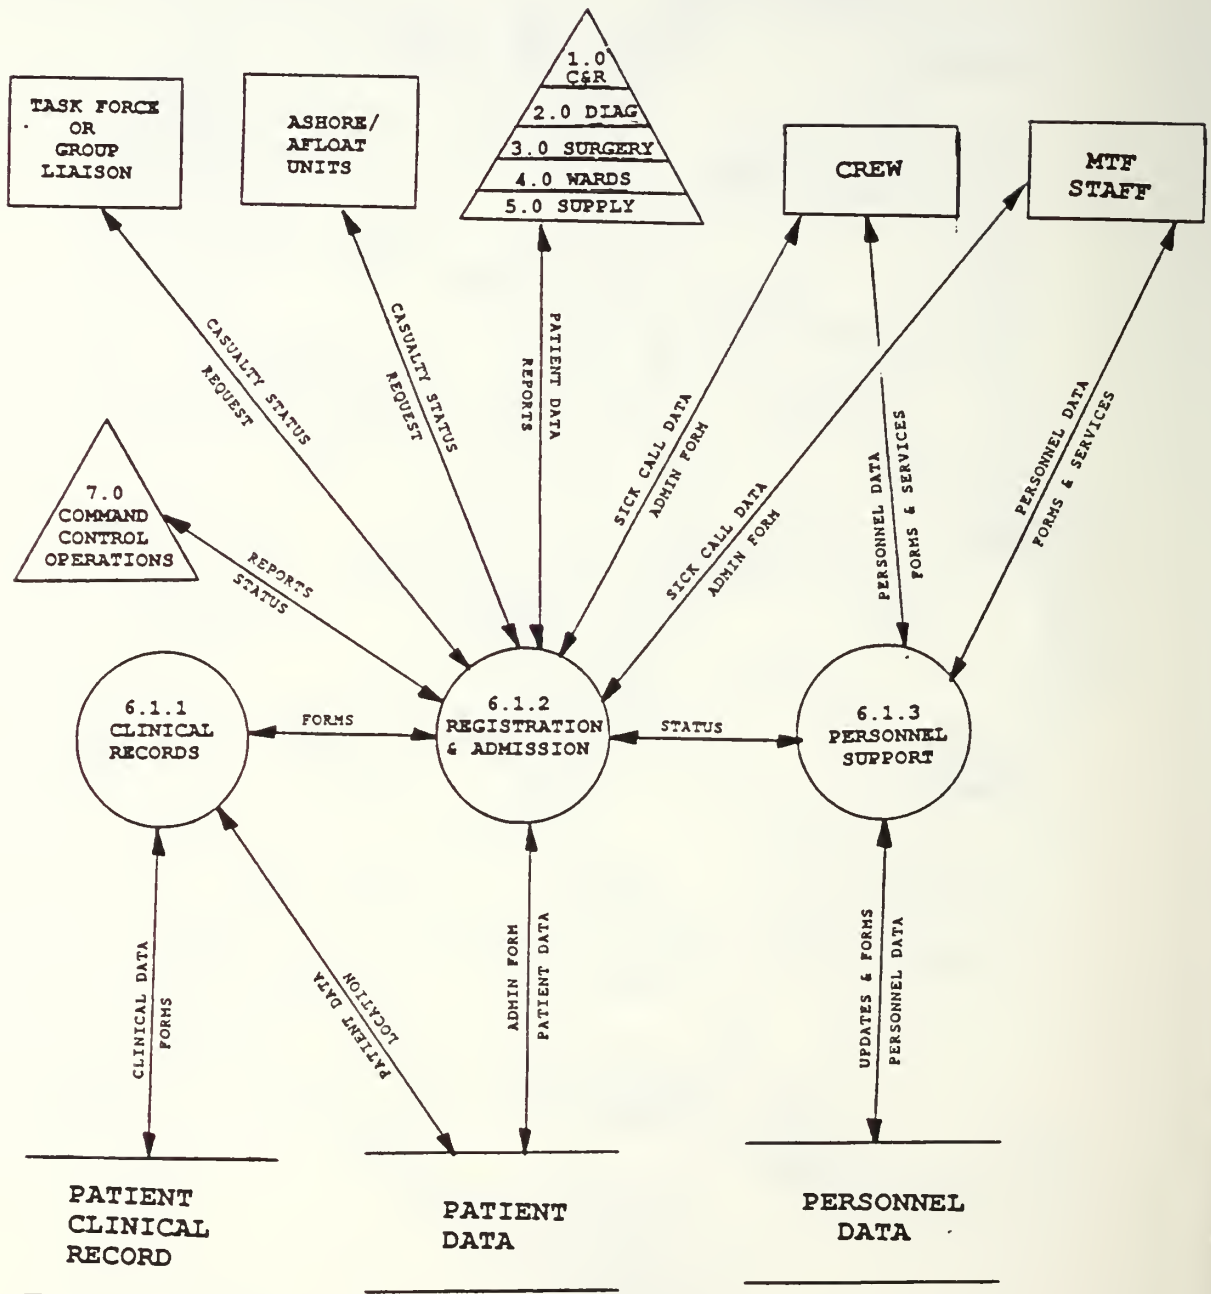 TASK FORCE
OR
GROUP
LIAISON
ASHORE/
AFLOAT
UNITS
1.0
C&R
2.0 DIAG
3.0 SURGERY
4.0 WARDS
5.0 SUPPLY
CREW
MTF
STAFF
CASUALTY STATUS
REQUEST
CASUALTY STATUS
REQUEST
PATIENT DATA
REPORTS
SICK CALL DATA
ADMIN FORM
SICK CALL DATA
ADMIN FORM
PERSONNEL DATA
FORMS & SERVICES
PERSONNEL DATA
FORMS & SERVICES
7.0
COMMAND
CONTROL
OPERATIONS
REPORTS
STATUS
6.1.1
CLINICAL
RECORDS
FORMS
6.1.2
REGISTRATION
& ADMISSION
STATUS
6.1.3
PERSONNEL
SUPPORT
CLINICAL DATA
FORMS
LOCATION
PATIENT DATA
ADMIN FORM
PATIENT DATA
UPDATES & FORMS
PERSONNEL DATA
PATIENT
CLINICAL
RECORD
PATIENT
DATA
PERSONNEL
DATA